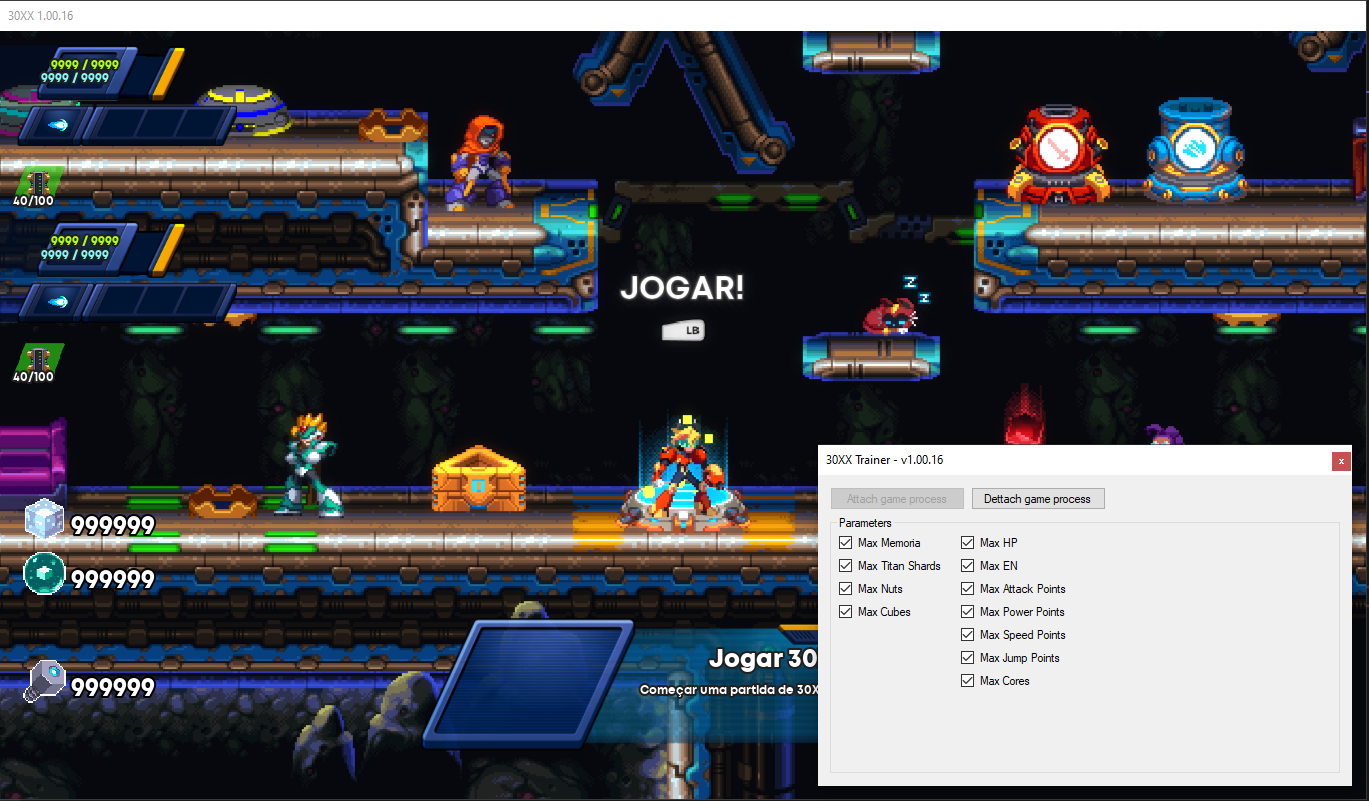 30XX 1.00.16
9999 / 9999
9999 / 9999
40/100
9999 / 9999
9999 / 9999
40/100
JOGAR!
LB
Z
Z
999999
999999
999999
Jogar 30
Começar uma partida de 30X
30XX Trainer - v1.00.16
x
Attach game process
Dettach game process
Parameters
Max Memoria
Max HP
Max Titan Shards
Max EN
Max Nuts
Max Attack Points
Max Cubes
Max Power Points
Max Speed Points
Max Jump Points
Max Cores